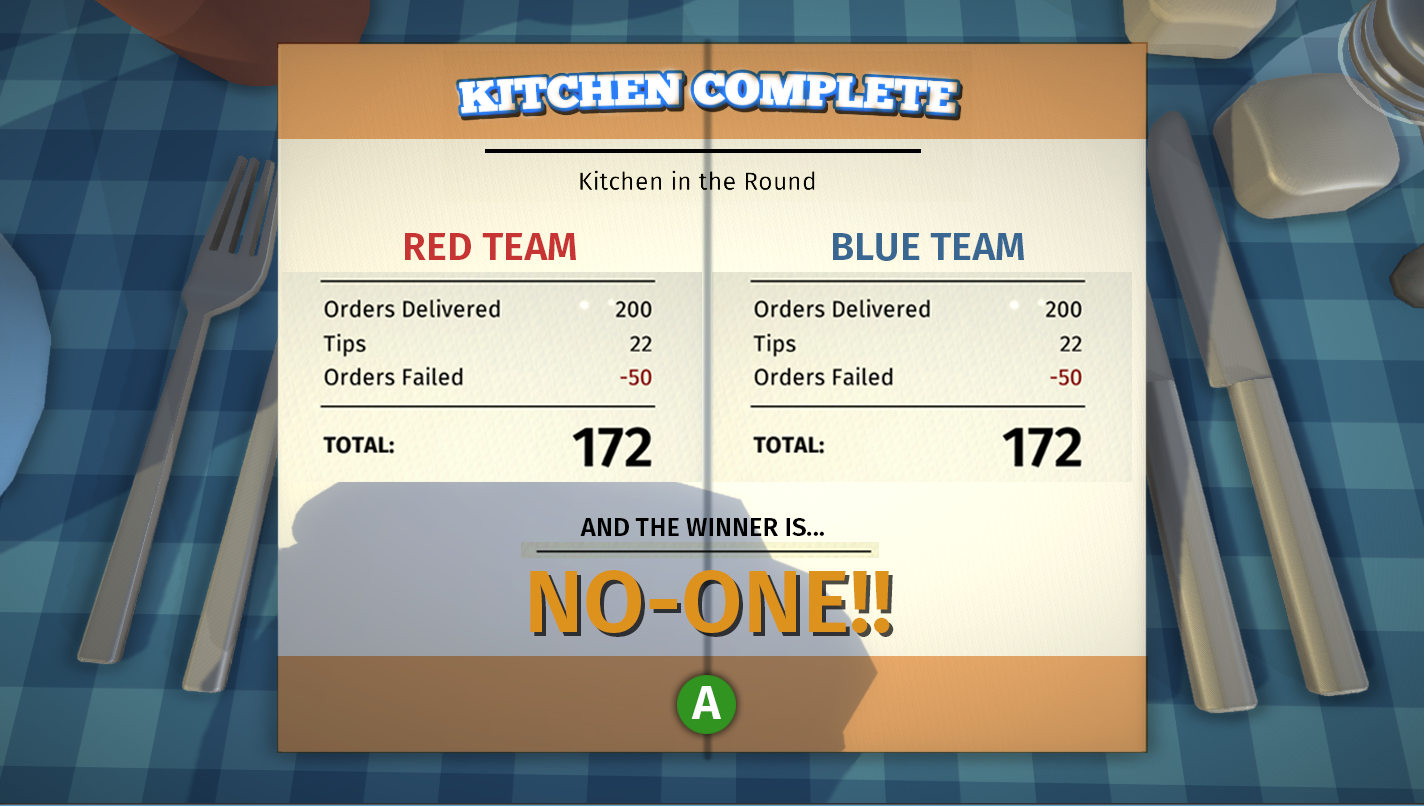 KITCHEN COMPLETE
Kitchen in the Round
RED TEAM
Orders Delivered 200
Tips 22
Orders Failed -50
TOTAL: 172
BLUE TEAM
Orders Delivered 200
Tips 22
Orders Failed -50
TOTAL: 172
AND THE WINNER IS...
NO-ONE!!
A